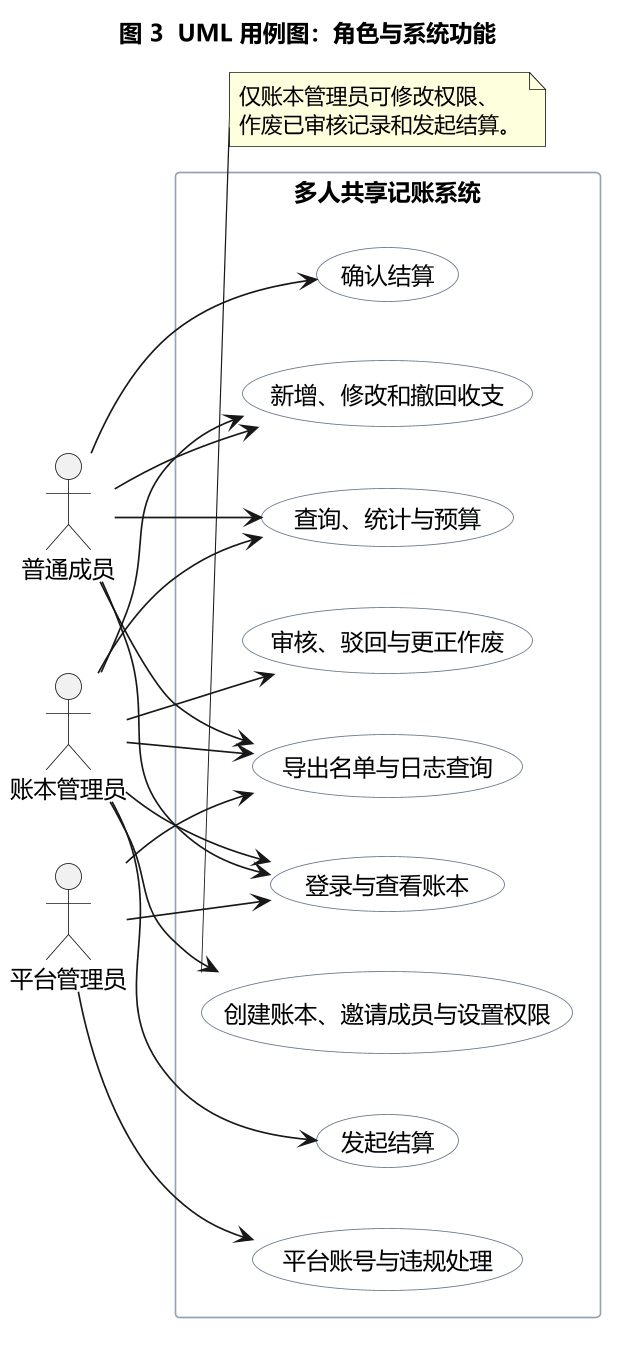 图 3 UML 用例图：角色与系统功能
仅账本管理员可修改权限、
作废已审核记录和发起结算。
多人共享记账系统
确认结算
新增、修改和撤回收支
查询、统计与预算
普通成员
审核、驳回与更正作废
导出名单与日志查询
账本管理员
登录与查看账本
平台管理员
创建账本、邀请成员与设置权限
发起结算
平台账号与违规处理